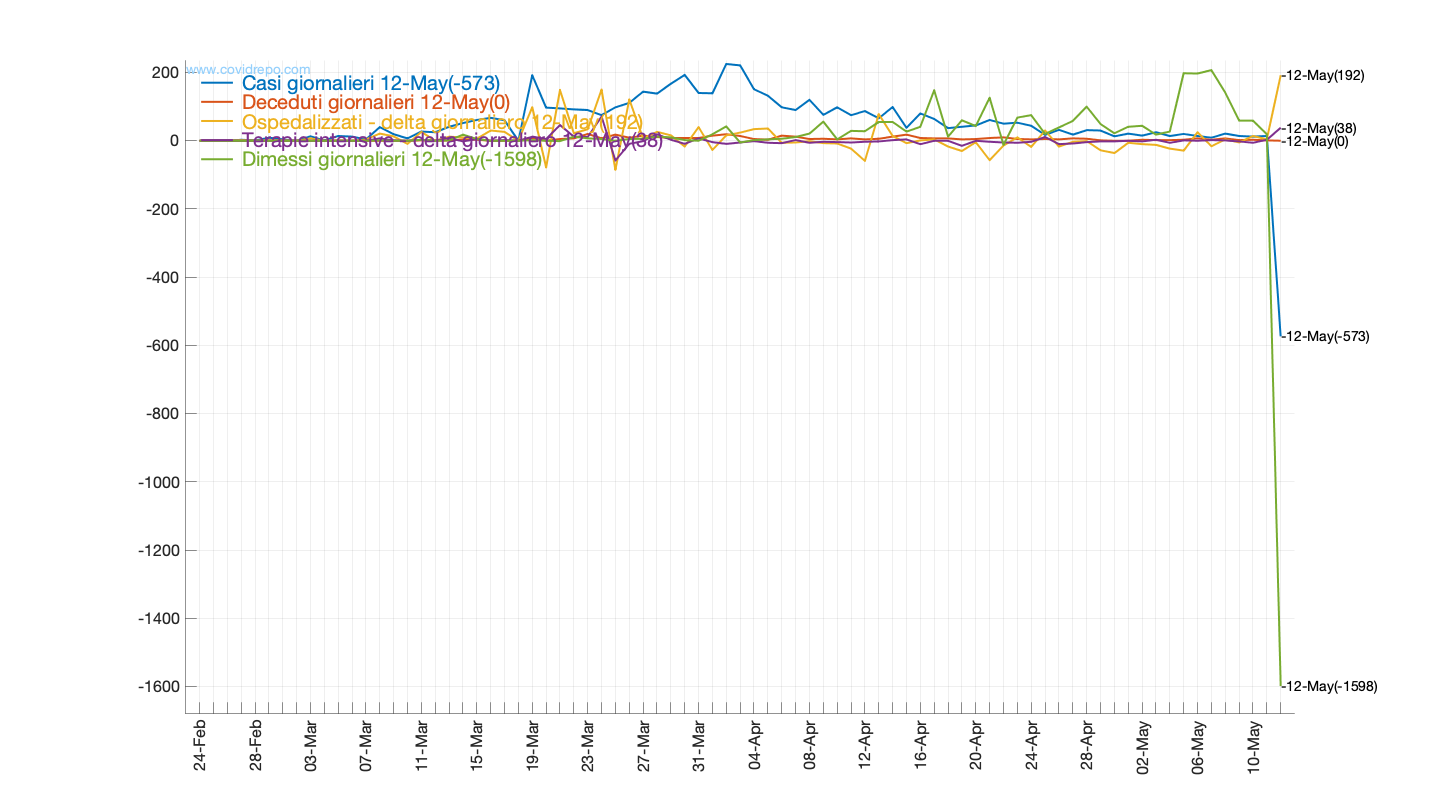 www.covidrepo.com
Casi giornalieri 12-May(-573)
Deceduti giornalieri 12-May(0)
Ospedalizzati - delta giornaliero 12-May(192)
Terapie intensive - delta giornaliero 12-May(38)
Dimessi giornalieri 12-May(-1598)
200
0
-200
-400
-600
-800
-1000
-1200
-1400
-1600
-12-May(192)
-12-May(38)
-12-May(0)
-12-May(-573)
-12-May(-1598)
24-Feb
28-Feb
03-Mar
07-Mar
11-Mar
15-Mar
19-Mar
23-Mar
27-Mar
31-Mar
04-Apr
08-Apr
12-Apr
16-Apr
20-Apr
24-Apr
28-Apr
02-May
06-May
10-May